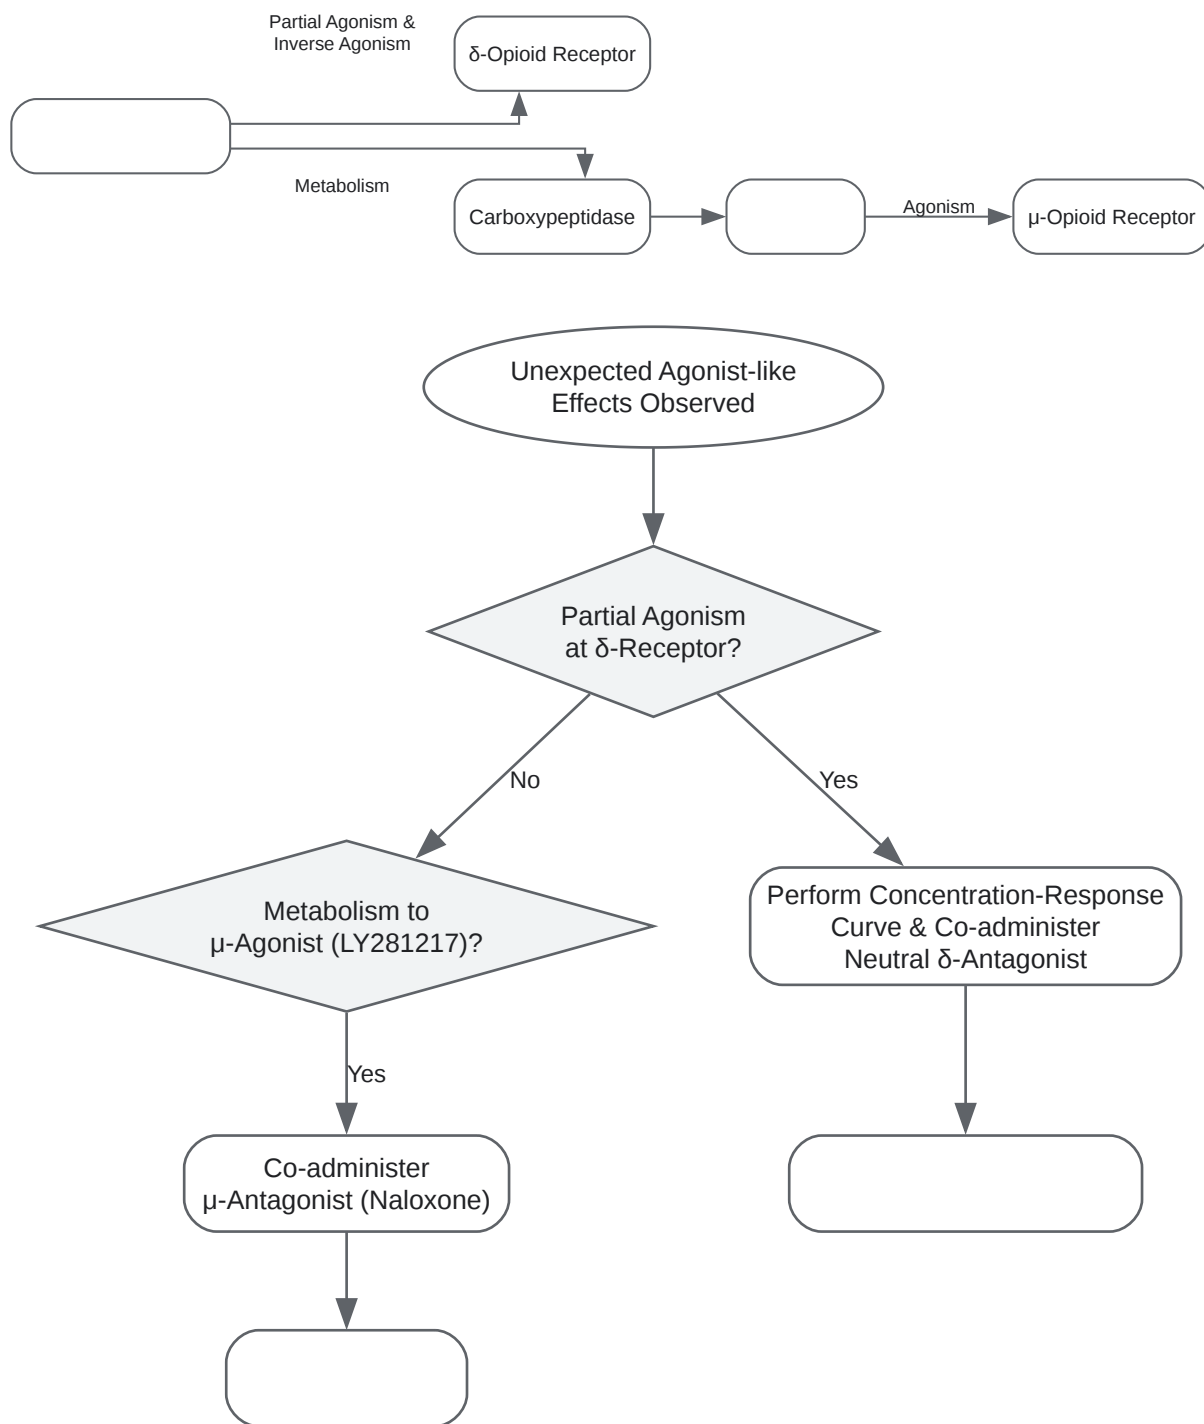 Partial Agonism &
Inverse Agonism
δ-Opioid Receptor
Metabolism
Carboxypeptidase
Agonism
μ-Opioid Receptor
Unexpected Agonist-like
Effects Observed
Partial Agonism
at δ-Receptor?
No
Yes
Metabolism to
μ-Agonist (LY281217)?
Perform Concentration-Response
Curve & Co-administer
Neutral δ-Antagonist
Yes
Co-administer
μ-Antagonist (Naloxone)